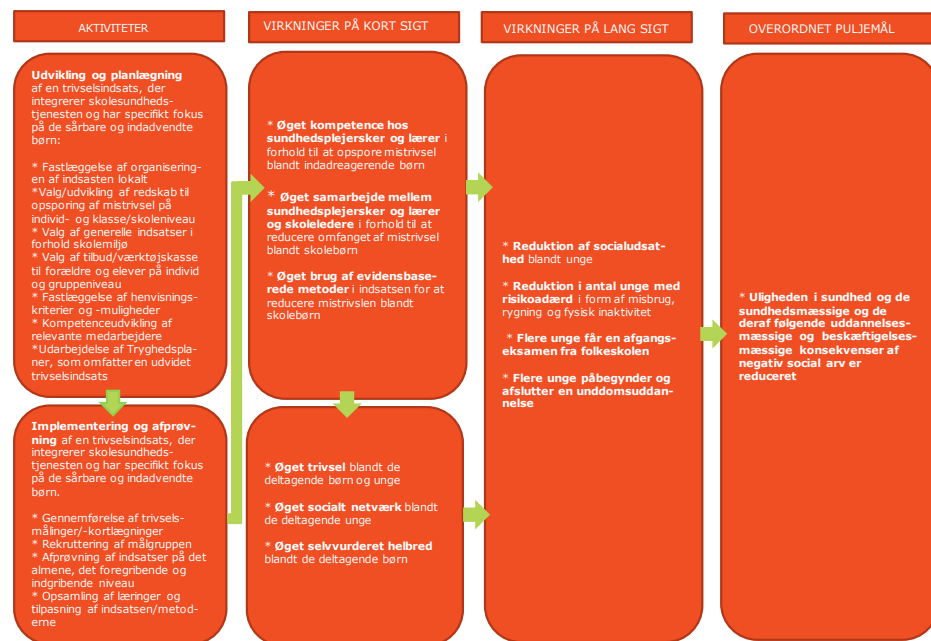 AKTIVITETER
Udvikling og planlægning
af en trivselsindsats, der
integrerer skolesundheds-
tjenesten og har specifikt fokus
på de sårbare og indadvendte
børn:
* Fastlæggelse af organisering-
en af indsasten lokalt
*Valg/udvikling af redskab til
opsporing af mistrivsel på
individ- og klasse/skoleniveau
* Valg af generelle indsatser i
forhold skolemiljø
* Valg af tilbud/værktøjskasse
til forældre og elever på individ
og gruppeniveau
* Fastlæggelse af henvisnings-
kriterier og -muligheder
* Kompetenceudvikling af
relevante medarbejdere
*Udarbejdelse af Tryghedspla-
ner, som omfatter en udvidet
trivselsindsats
Implementering og afprøv-
ning af en trivselsindsats, der
integrerer skolesundheds-
tjenesten og har specifikt fokus
på de sårbare og indadvendte
børn.
* Gennemførelse af trivsels-
målinger/-kortlægninger
* Rekruttering af målgruppen
* Afprøvning af indsatser på det
almene, det foregribende og
indgribende niveau
* Opsamling af læringer og
tilpasning af indsatsen/metod-
erne
VIRKNINGER PÅ KORT SIGT
* Øget kompetence hos
sundhedsplejersker og lærer i
forhold til at opspore mistrivsel
blandt indadreagerende børn
* Øget samarbejde mellem
sundhedsplejersker og lærer
og skoleledere i forhold til at
reducere omfanget af mistrivsel
blandt skolebørn
* Øget brug af evidensbase-
rede metoder i indsatsen for at
reducere mistrivslen blandt
skolebørn
* Øget trivsel blandt de
deltagende børn og unge
* Øget socialt netværk blandt
de deltagende unge
* Øget selvvurderet helbred
blandt de deltagende børn
VIRKNINGER PÅ LANG SIGT
* Reduktion af socialudsat-
hed blandt unge
* Reduktion i antal unge med
risikoadærd i form af misbrug,
rygning og fysisk inaktivitet
* Flere unge får en afgangs-
eksamen fra folkeskolen
* Flere unge påbegynder og
afslutter en unddomsuddan-
nelse
OVERORDNET PULJEMÅL
* Uligheden i sundhed og de
sundhedsmæssige og de
deraf følgende uddannelses-
mæssige og beskæftigelses-
mæssige konsekvenser af
negativ social arv er
reduceret